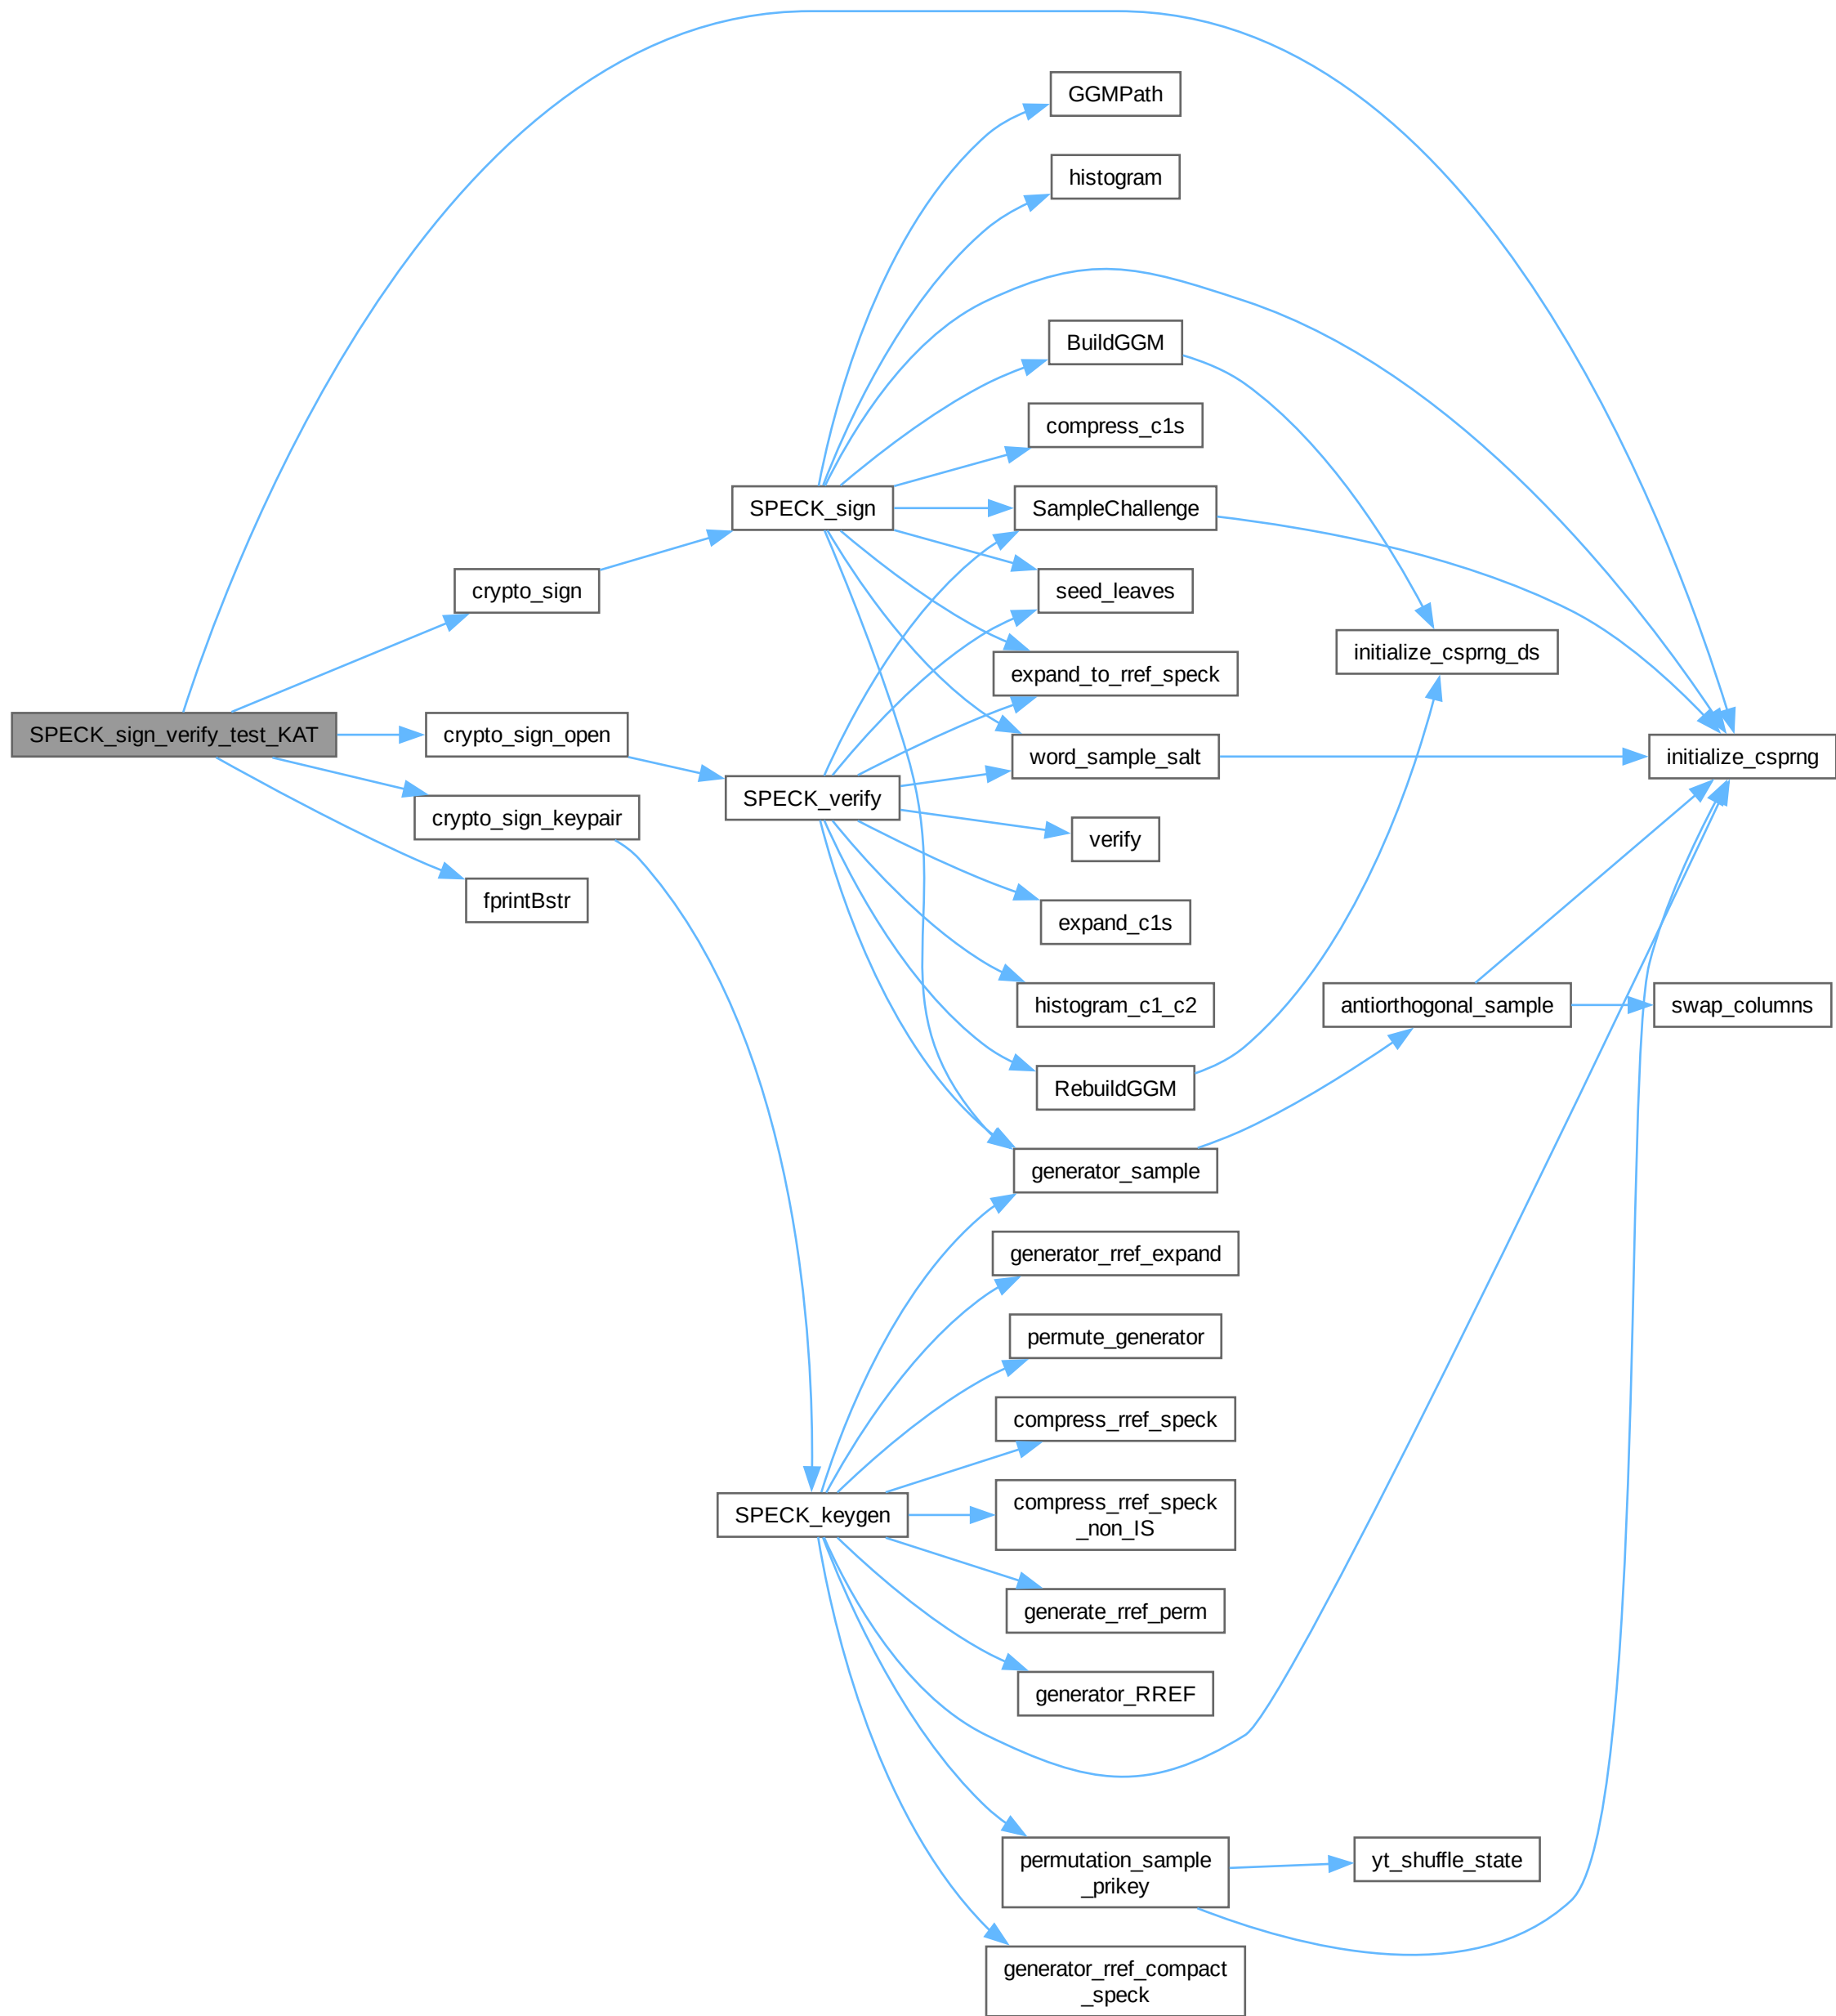 GGMPath
histogram
BuildGGM
compress_c1s
SPECK_sign
SampleChallenge
crypto_sign
seed_leaves
initialize_csprng_ds
expand_to_rref_speck
SPECK_sign_verify_test_KAT
crypto_sign_open
word_sample_salt
initialize_csprng
SPECK_verify
crypto_sign_keypair
verify
fprintBstr
expand_c1s
histogram_c1_c2
antiorthogonal_sample
swap_columns
RebuildGGM
generator_sample
generator_rref_expand
permute_generator
compress_rref_speck
SPECK_keygen
compress_rref_speck
_non_IS
generate_rref_perm
generator_RREF
permutation_sample
_prikey
yt_shuffle_state
generator_rref_compact
_speck